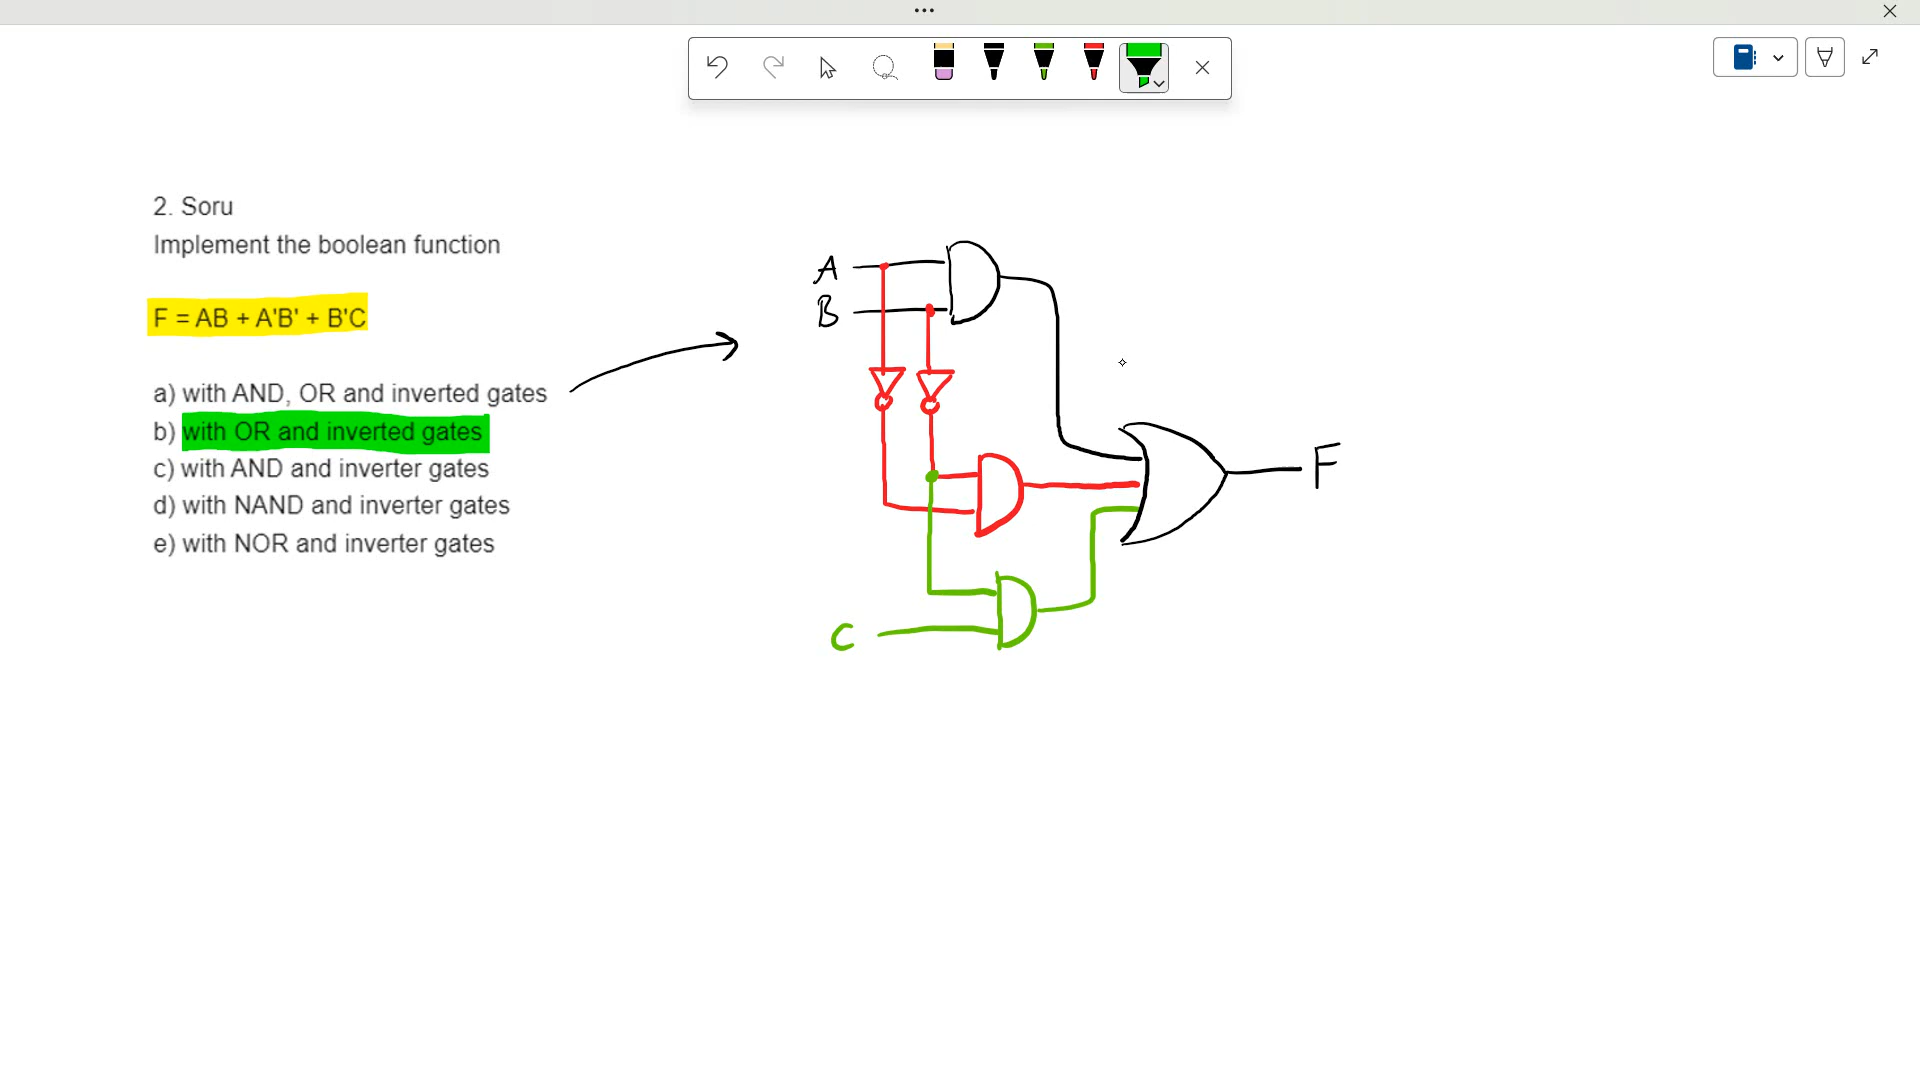 2. Soru
Implement the boolean function
F = AB + A'B' + B'C
a) with AND, OR and inverted gates
b) with OR and inverted gates
c) with AND and inverter gates
d) with NAND and inverter gates
e) with NOR and inverter gates
A
B
F
C